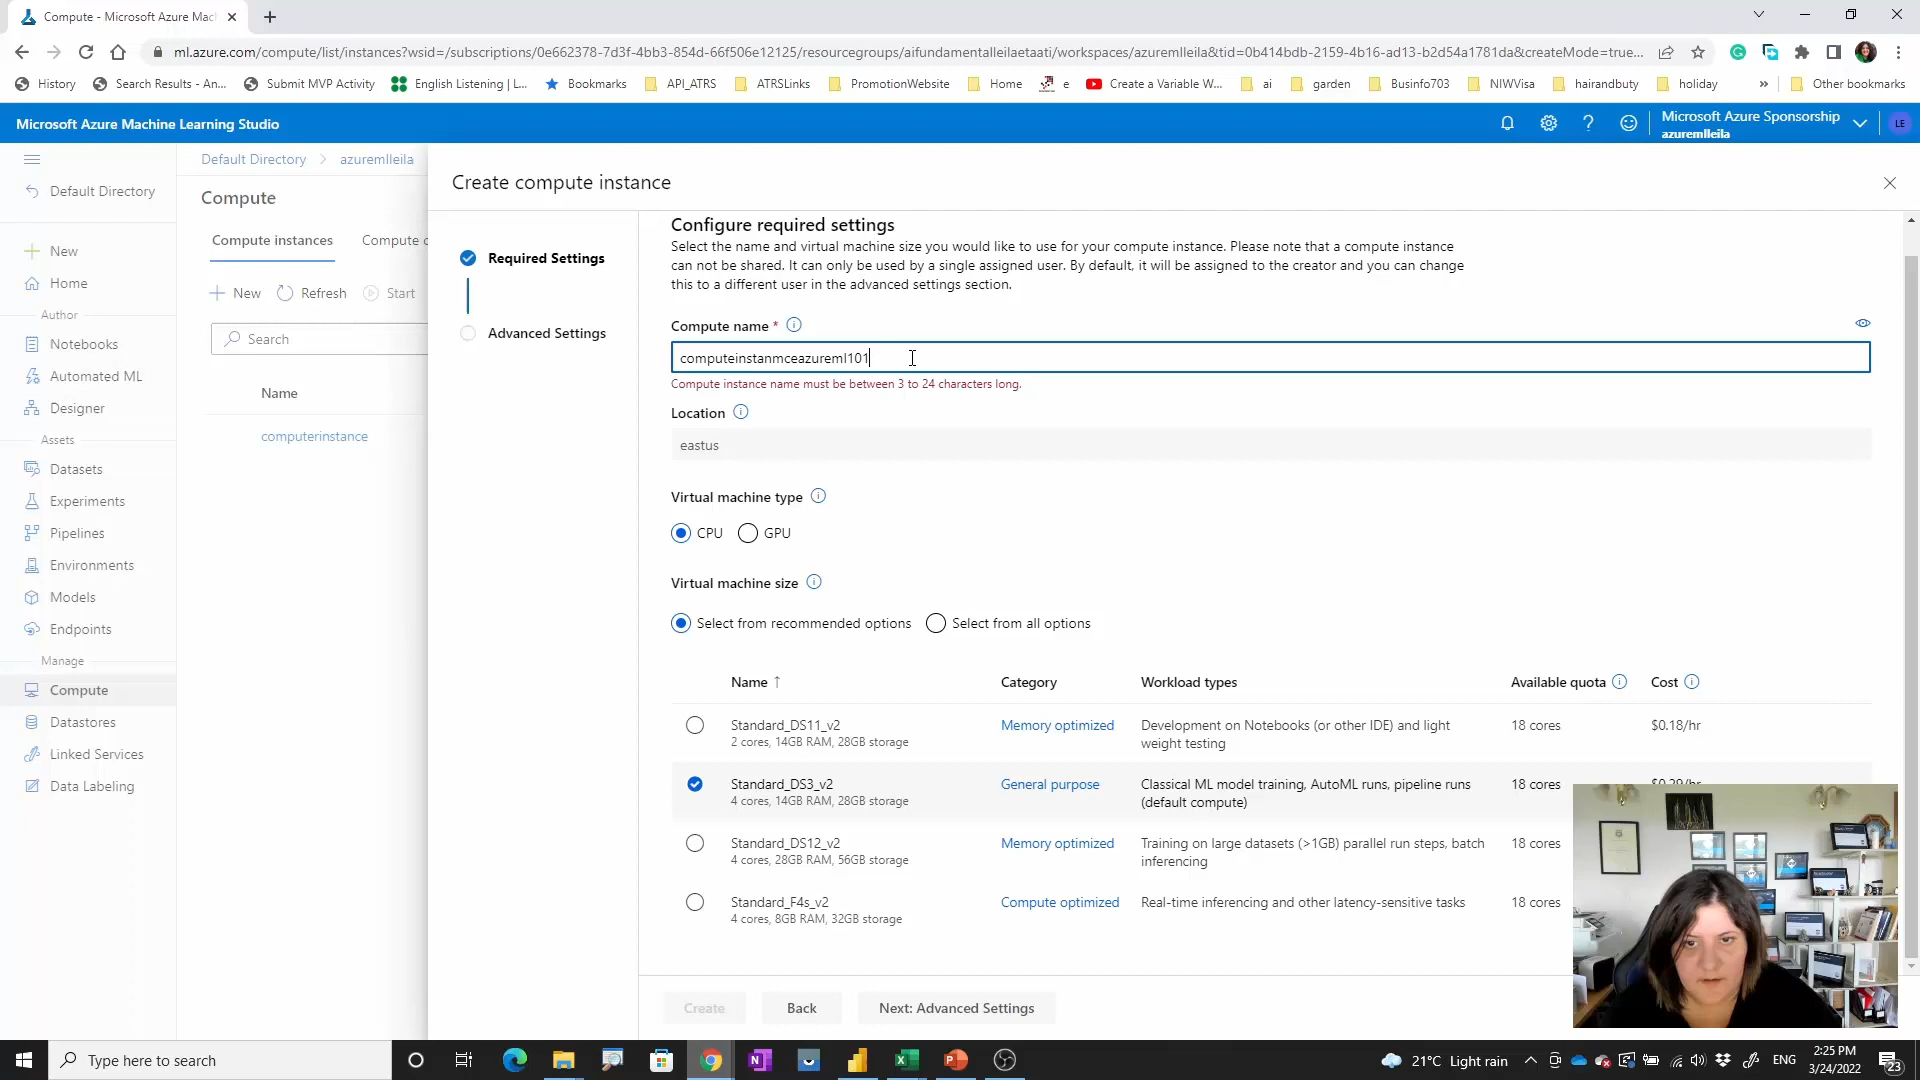 Compute - Microsoft Azure Mac
ml.azure.com/compute/list/instances?wsid=/subscriptions/0e662378-7d3f-4bb3-854d-66f506e12125/resourcegroups/aifundamentalleilaetaati/workspaces/azuremlleila&tid=0b414bdb-2159-4b16-ad13-b2d54a1781da&createMode=true...
History
Search Results - An...
Submit MVP Activity
English Listening | L...
Bookmarks
API_ATRS
ATRSLinks
PromotionWebsite
Home
e
Create a Variable W...
ai
garden
Businfo703
NIWVisa
hairandbuty
holiday
»
Other bookmarks
Microsoft Azure Machine Learning Studio
Microsoft Azure Sponsorship
azuremlleila
LE
Default Directory
New
Home
Author
Notebooks
Automated ML
Designer
Assets
Datasets
Experiments
Pipelines
Environments
Models
Endpoints
Manage
Compute
Datastores
Linked Services
Data Labeling
Default Directory > azuremlleila
Compute
Compute instances
Compute c
New
Refresh
Start
Search
Name
computerinstance
Create compute instance
Required Settings
Advanced Settings
Configure required settings
Select the name and virtual machine size you would like to use for your compute instance. Please note that a compute instance
can not be shared. It can only be used by a single assigned user. By default, it will be assigned to the creator and you can change
this to a different user in the advanced settings section.
Compute name *
computeinstanmceazureml101
Compute instance name must be between 3 to 24 characters long.
Location
eastus
Virtual machine type
CPU
GPU
Virtual machine size
Select from recommended options
Select from all options
Name ↑ Category Workload types Available quota Cost
Standard_DS11_v2 Memory optimized Development on Notebooks (or other IDE) and light 18 cores $0.18/hr
2 cores, 14GB RAM, 28GB storage weight testing
Standard_DS3_v2 General purpose Classical ML model training, AutoML runs, pipeline runs 18 cores
4 cores, 14GB RAM, 28GB storage (default compute)
Standard_DS12_v2 Memory optimized Training on large datasets (>1GB) parallel run steps, batch 18 cores
4 cores, 28GB RAM, 56GB storage inferencing
Standard_F4s_v2 Compute optimized Real-time inferencing and other latency-sensitive tasks 18 cores
4 cores, 8GB RAM, 32GB storage
Create
Back
Next: Advanced Settings
Type here to search
21°C Light rain
ENG
2:25 PM
3/24/2022
23